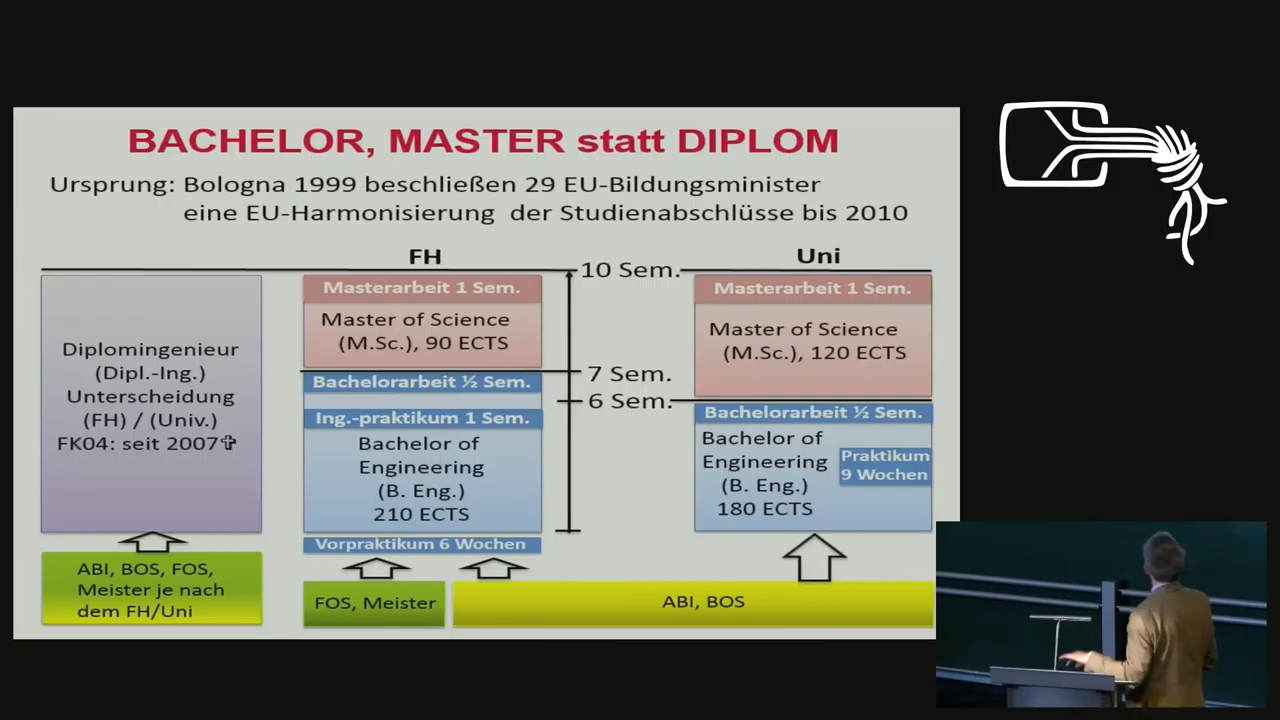 BACHELOR, MASTER statt DIPLOM
Ursprung: Bologna 1999 beschließen 29 EU-Bildungsminister
eine EU-Harmonisierung der Studienabschlüsse bis 2010
FH
Uni
10 Sem.
7 Sem.
6 Sem.
Diplomingenieur
(Dipl.-Ing.)
Unterscheidung
(FH) / (Univ.)
FK04: seit 2007✞
ABI, BOS, FOS,
Meister je nach
dem FH/Uni
Masterarbeit 1 Sem.
Master of Science
(M.Sc.), 90 ECTS
Bachelorarbeit ½ Sem.
Ing.-praktikum 1 Sem.
Bachelor of
Engineering
(B. Eng.)
210 ECTS
Vorpraktikum 6 Wochen
FOS, Meister
Masterarbeit 1 Sem.
Master of Science
(M.Sc.), 120 ECTS
Bachelorarbeit ½ Sem.
Bachelor of
Engineering
(B. Eng.)
180 ECTS
Praktikum
9 Wochen
ABI, BOS